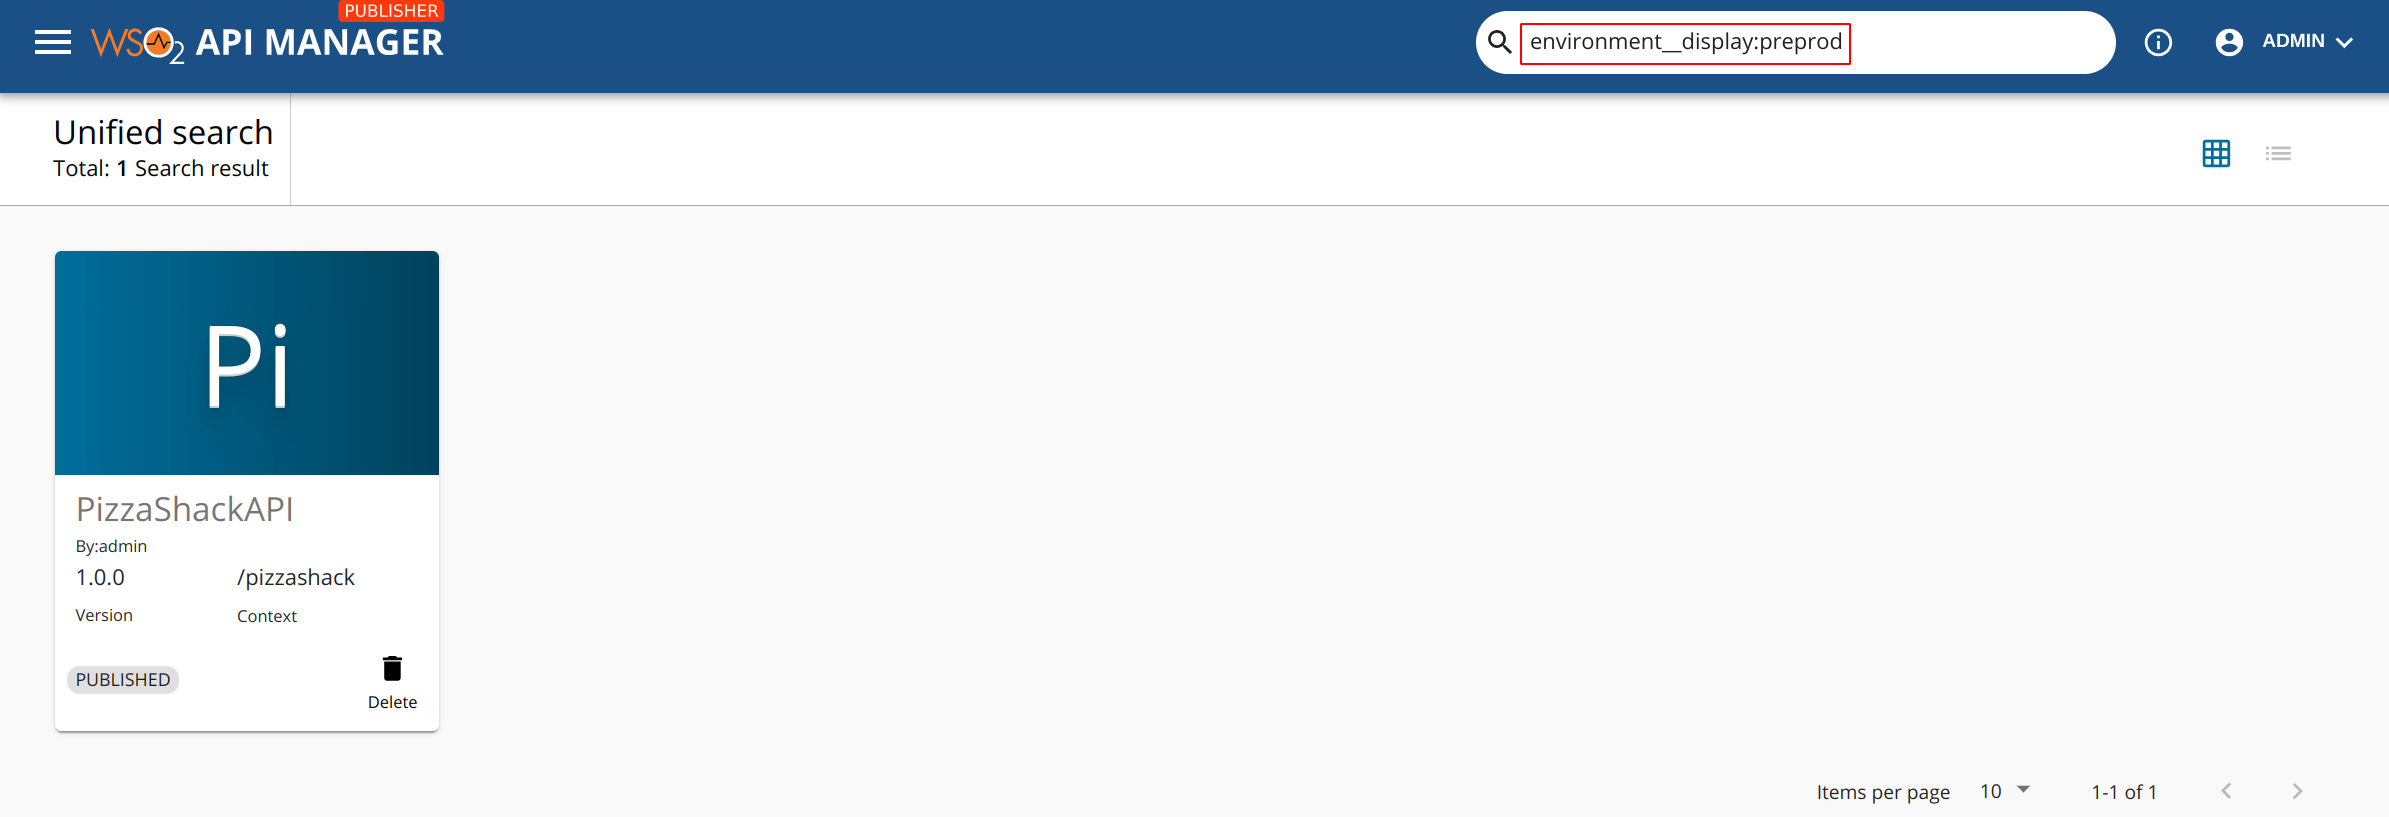 PUBLISHER
WSO2 API MANAGER
environment__display:preprod
ADMIN
Unified search
Total: 1 Search result
Pi
PizzaShackAPI
By:admin
1.0.0 /pizzashack
Version Context
PUBLISHED
Delete
Items per page 10 1-1 of 1